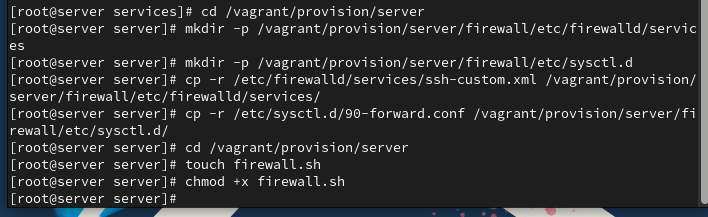 [root@server services]# cd /vagrant/provision/server
[root@server server]# mkdir -p /vagrant/provision/server/firewall/etc/firewalld/servic
es
[root@server server]# mkdir -p /vagrant/provision/server/firewall/etc/sysctl.d
[root@server server]# cp -r /etc/firewalld/services/ssh-custom.xml /vagrant/provision/
server/firewall/etc/firewalld/services/
[root@server server]# cp -r /etc/sysctl.d/90-forward.conf /vagrant/provision/server/fi
rewall/etc/sysctl.d/
[root@server server]# cd /vagrant/provision/server
[root@server server]# touch firewall.sh
[root@server server]# chmod +x firewall.sh
[root@server server]#